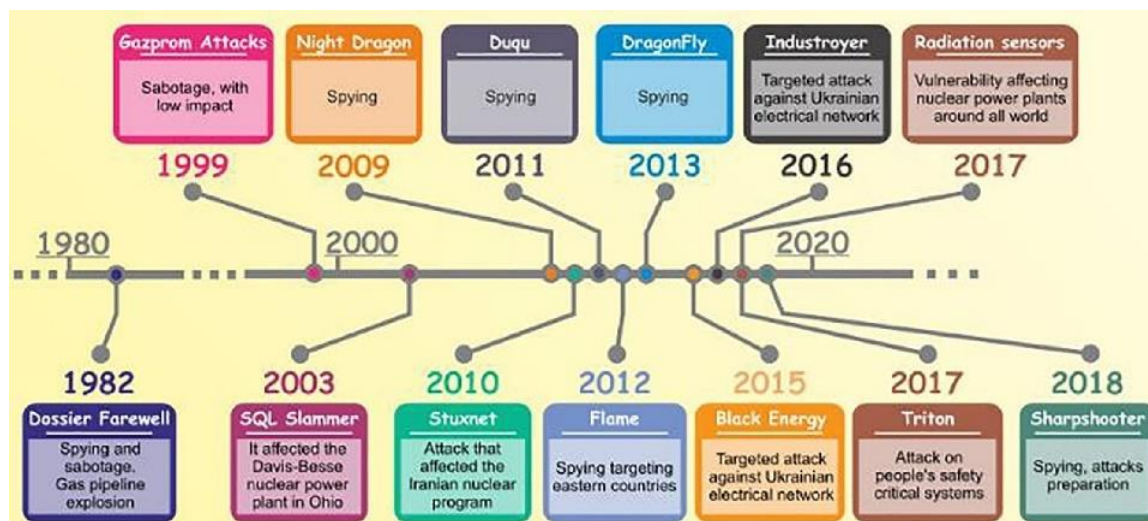 Gazprom Attacks
Sabotage, with
low impact
1999
Night Dragon
Spying
2009
Duqu
Spying
2011
DragonFly
Spying
2013
Industroyer
Targeted attack
against Ukrainian
electrical network
2016
Radiation sensors
Vulnerability affecting
nuclear power plants
around all world
2017
1980
2000
2020
1982
Dossier Farewell
Spying and
sabotage.
Gas pipeline
explosion
2003
SQL Slammer
It affected the
Davis-Besse
nuclear power
plant in Ohio
2010
Stuxnet
Attack that
affected the
Iranian nuclear
program
2012
Flame
Spying targeting
eastern countries
2015
Black Energy
Targeted attack
against Ukrainian
electrical network
2017
Triton
Attack on
people's safety
critical systems
2018
Sharpshooter
Spying, attacks
preparation